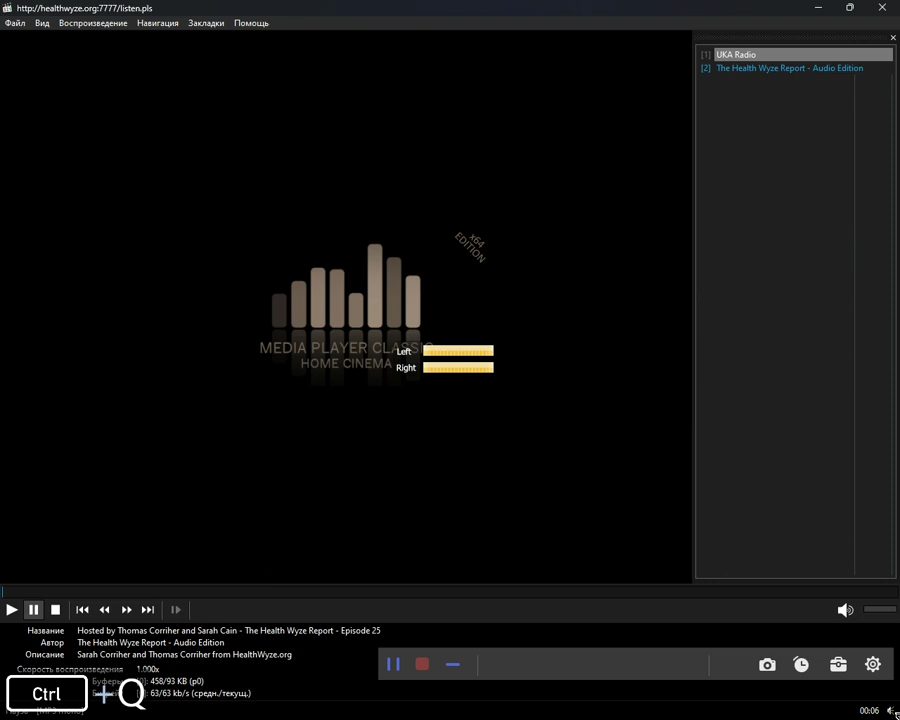 http://healthwyze.org:7777/listen.pls
Файл Вид Воспроизведение Навигация Закладки Помощь
[1] UKA Radio
[2] The Health Wyze Report - Audio Edition
x64
EDITION
MEDIA PLAYER CLASSIC
HOME CINEMA
Left
Right
Название Hosted by Thomas Corriher and Sarah Cain - The Health Wyze Report - Episode 25
Автор The Health Wyze Report - Audio Edition
Описание Sarah Corriher and Thomas Corriher from HealthWyze.org
Скорость воспроизведения 1.000x
Буферы [0]: 458/93 KB (p0)
63/63 kb/s (средн./текущ.)
Ctrl +Q
00:06